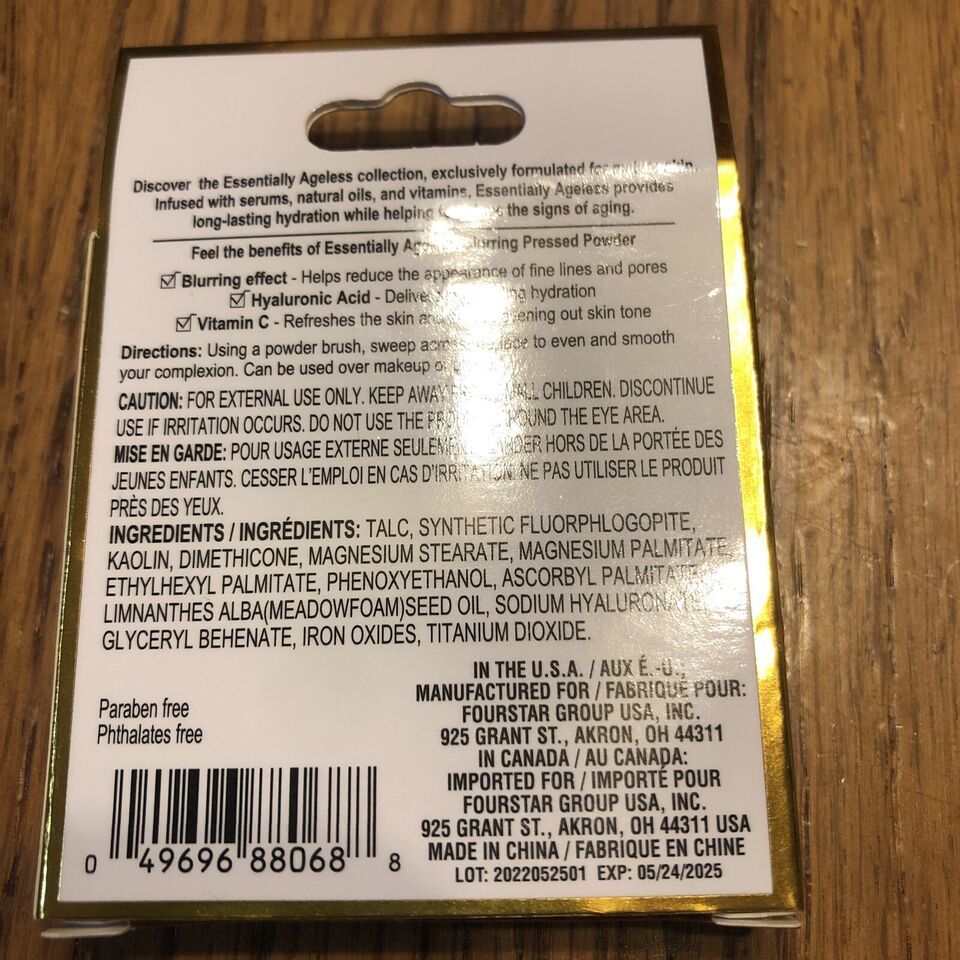 Discover the Essentially Ageless collection, exclusively formulated for skin.
Infused with serums, natural oils, and vitamins, Essentially Ageless provides
long-lasting hydration while helping the signs of aging.
Feel the benefits of Essentially Blurring Pressed Powder
Blurring effect - Helps reduce the appearance of fine lines and pores
Hyaluronic Acid - hydration
Vitamin C - Refreshes the skin evening out skin tone
Directions: Using a powder brush, sweep across to even and smooth
your complexion. Can be used over makeup or
CAUTION: FOR EXTERNAL USE ONLY. KEEP AWAY CHILDREN. DISCONTINUE
USE IF IRRITATION OCCURS. DO NOT USE THE AROUND THE EYE AREA.
MISE EN GARDE: POUR USAGE EXTERNE HORS DE LA PORTÉE DES
JEUNES ENFANTS. CESSER L'EMPLOI EN CAS D'IRRITATION. NE PAS UTILISER LE PRODUIT
PRÈS DES YEUX.
INGREDIENTS / INGRÉDIENTS: TALC, SYNTHETIC FLUORPHLOGOPITE,
KAOLIN, DIMETHICONE, MAGNESIUM STEARATE, MAGNESIUM PALMITATE,
ETHYLHEXYL PALMITATE, PHENOXYETHANOL, ASCORBYL PALMITATE,
LIMNANTHES ALBA(MEADOWFOAM)SEED OIL, SODIUM HYALURONATE,
GLYCERYL BEHENATE, IRON OXIDES, TITANIUM DIOXIDE.
IN THE U.S.A. / AUX É.-U.;
MANUFACTURED FOR / FABRIQUÉ POUR:
FOURSTAR GROUP USA, INC.
925 GRANT ST., AKRON, OH 44311
IN CANADA / AU CANADA:
IMPORTED FOR / IMPORTÉ POUR
FOURSTAR GROUP USA, INC.
925 GRANT ST., AKRON, OH 44311 USA
MADE IN CHINA / FABRIQUÉ EN CHINE
LOT: 2022052501 EXP: 05/24/2025
Paraben free
Phthalates free
0 49696 88068 8